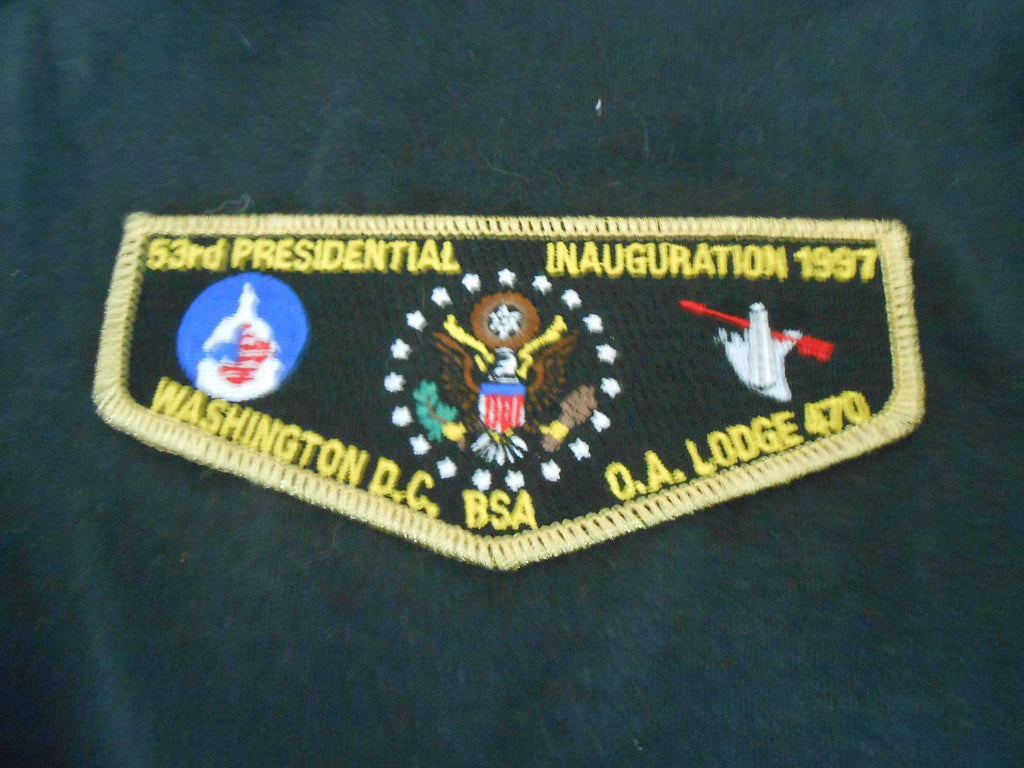 53rd PRESIDENTIAL INAUGURATION 1997
WASHINGTON D.C. BSA O.A. LODGE 470